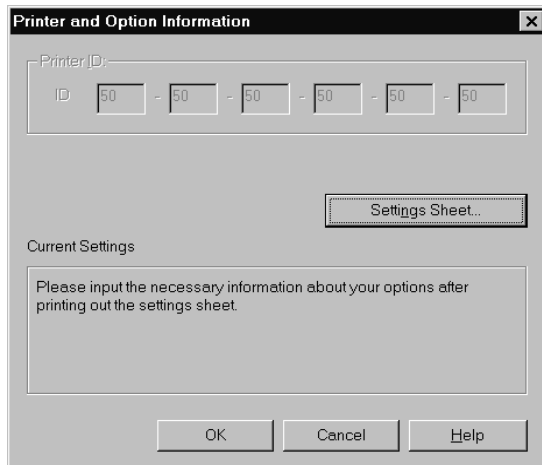 Printer and Option Information
Printer ID:
ID 50 - 50 - 50 - 50 - 50 - 50
Settings Sheet...
Current Settings
Please input the necessary information about your options after
printing out the settings sheet.
OK Cancel Help